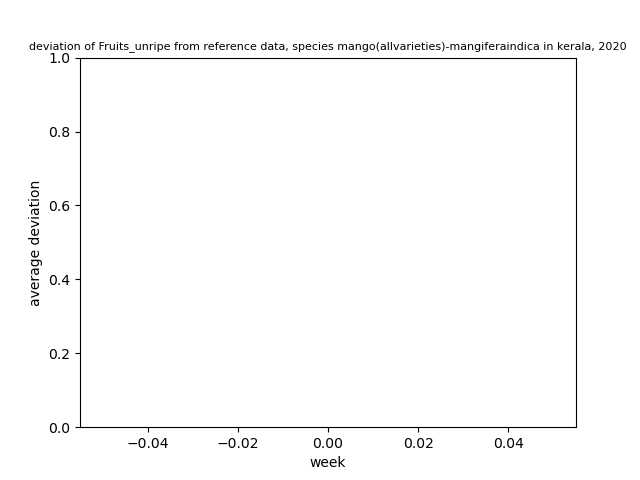 deviation of Fruits_unripe from reference data, species mango(allvarieties)-mangiferaindica in kerala, 2020
1.0
0.8
0.6
0.4
0.2
0.0
average deviation
−0.04 −0.02 0.00 0.02 0.04
week